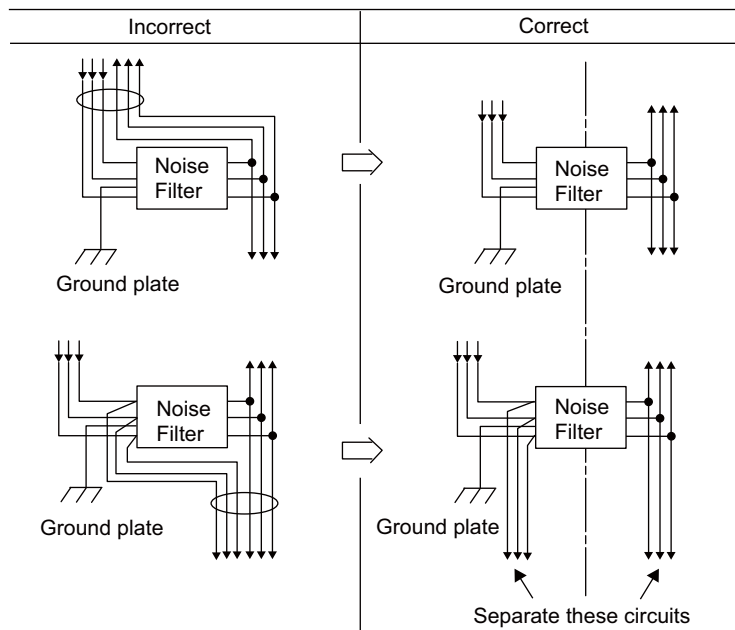 Incorrect
Correct
Noise
Filter
Ground plate
Noise
Filter
Ground plate
Noise
Filter
Ground plate
Noise
Filter
Ground plate
Separate these circuits